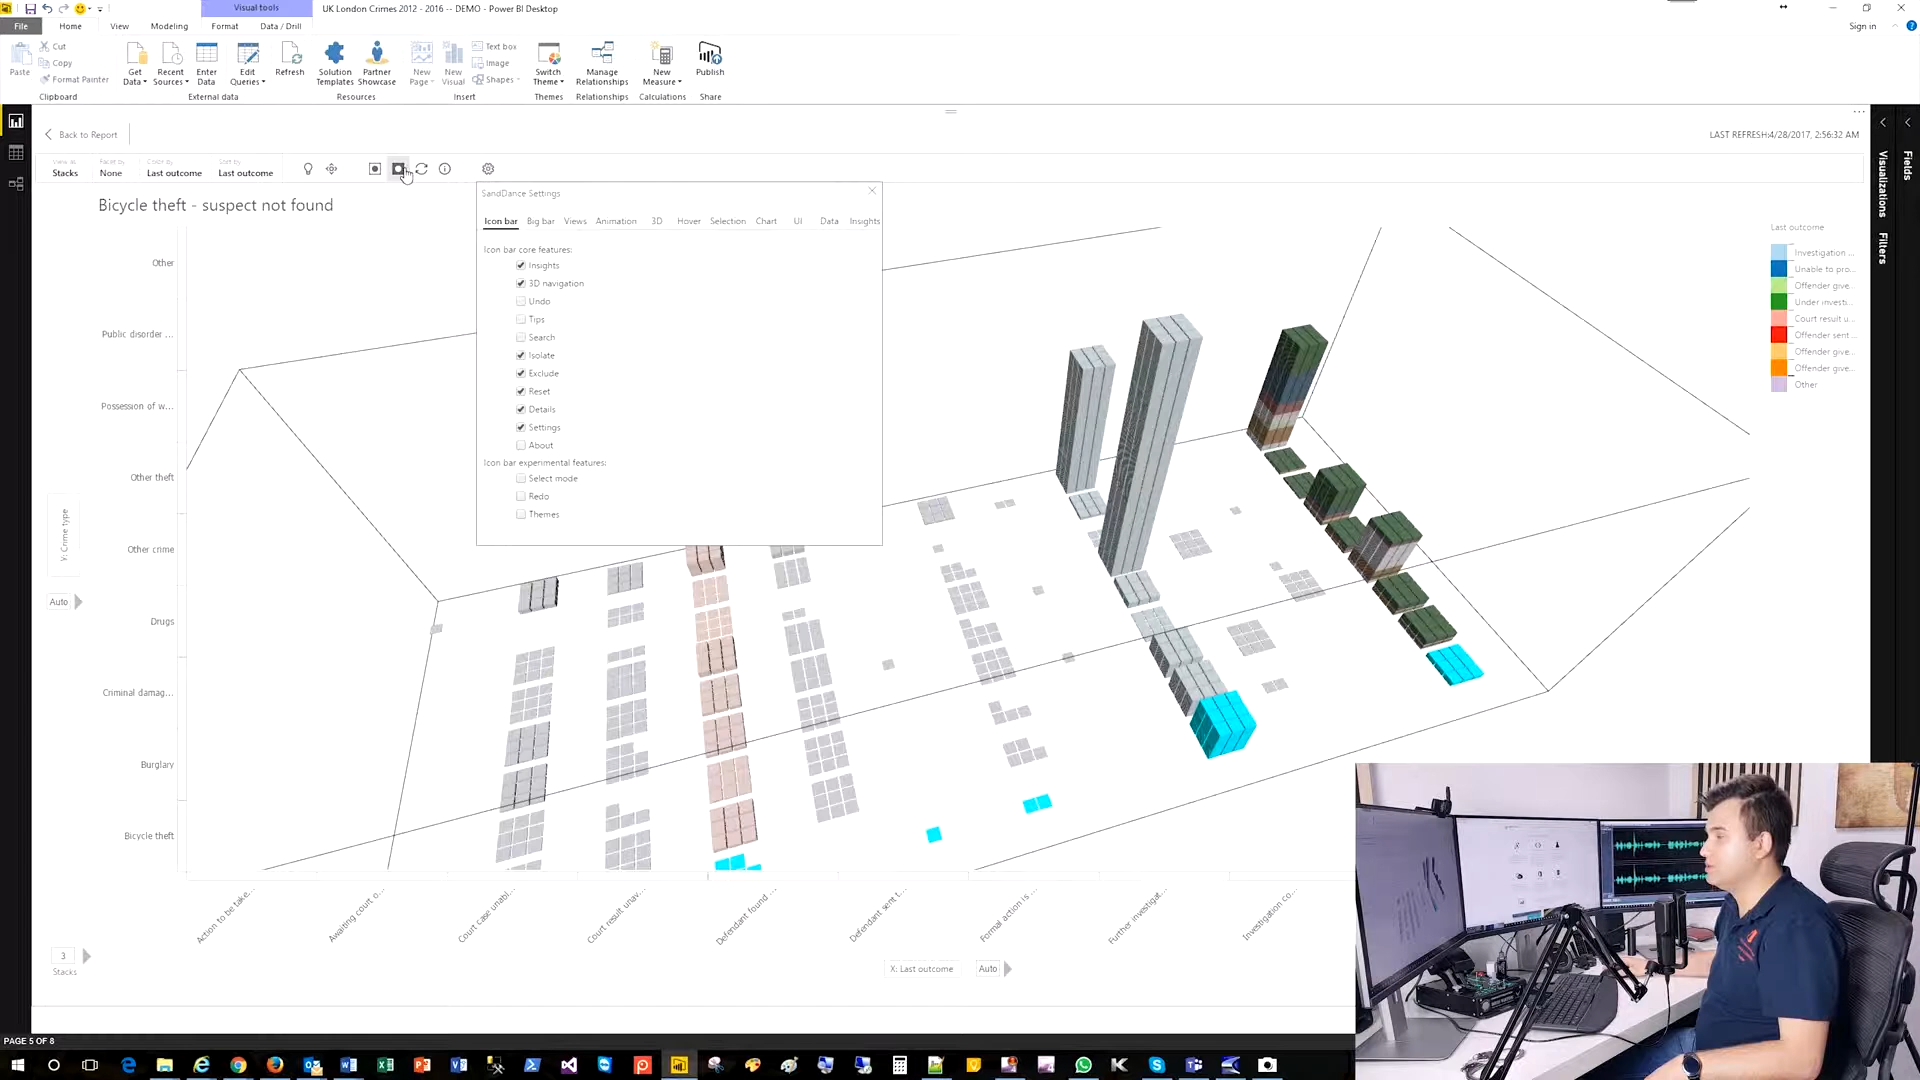 Visual tools
UK London Crimes 2012 - 2016 -- DEMO - Power BI Desktop
File Home View Modeling Format Data / Drill
Sign in
Paste
Cut
Copy
Format Painter
Clipboard
Get Data
Recent Sources
Enter Data
Edit Queries
Refresh
External data
Solution Templates
Partner Showcase
Resources
New Page
New Visual
Text box
Image
Shapes
Insert
Switch Theme
Themes
Manage Relationships
Relationships
New Measure
Calculations
Publish
Share
Back to Report
LAST REFRESH:4/28/2017, 2:56:32 AM
View as
Stacks
Facet by
None
Color by
Last outcome
Sort by
Last outcome
Bicycle theft - suspect not found
SandDance Settings
Icon bar Big bar Views Animation 3D Hover Selection Chart UI Data Insights
Icon bar core features:
Insights
3D navigation
Undo
Tips
Search
Isolate
Exclude
Reset
Details
Settings
About
Icon bar experimental features:
Select mode
Redo
Themes
Other
Public disorder ...
Possession of w...
Other theft
Other crime
Drugs
Criminal damag...
Burglary
Bicycle theft
Y: Crime type
Auto
Last outcome
Investigation ...
Unable to pro...
Offender give...
Under investi...
Court result u...
Offender sent...
Offender give...
Offender give...
Other
Visualizations
Filters
Fields
Action to be take...
Awaiting court o...
Court case unabl...
Court result unav...
Defendant found ...
Defendant sent t...
Formal action is ...
Further investigat...
Investigation co...
3
Stacks
X: Last outcome
Auto
PAGE 5 OF 8